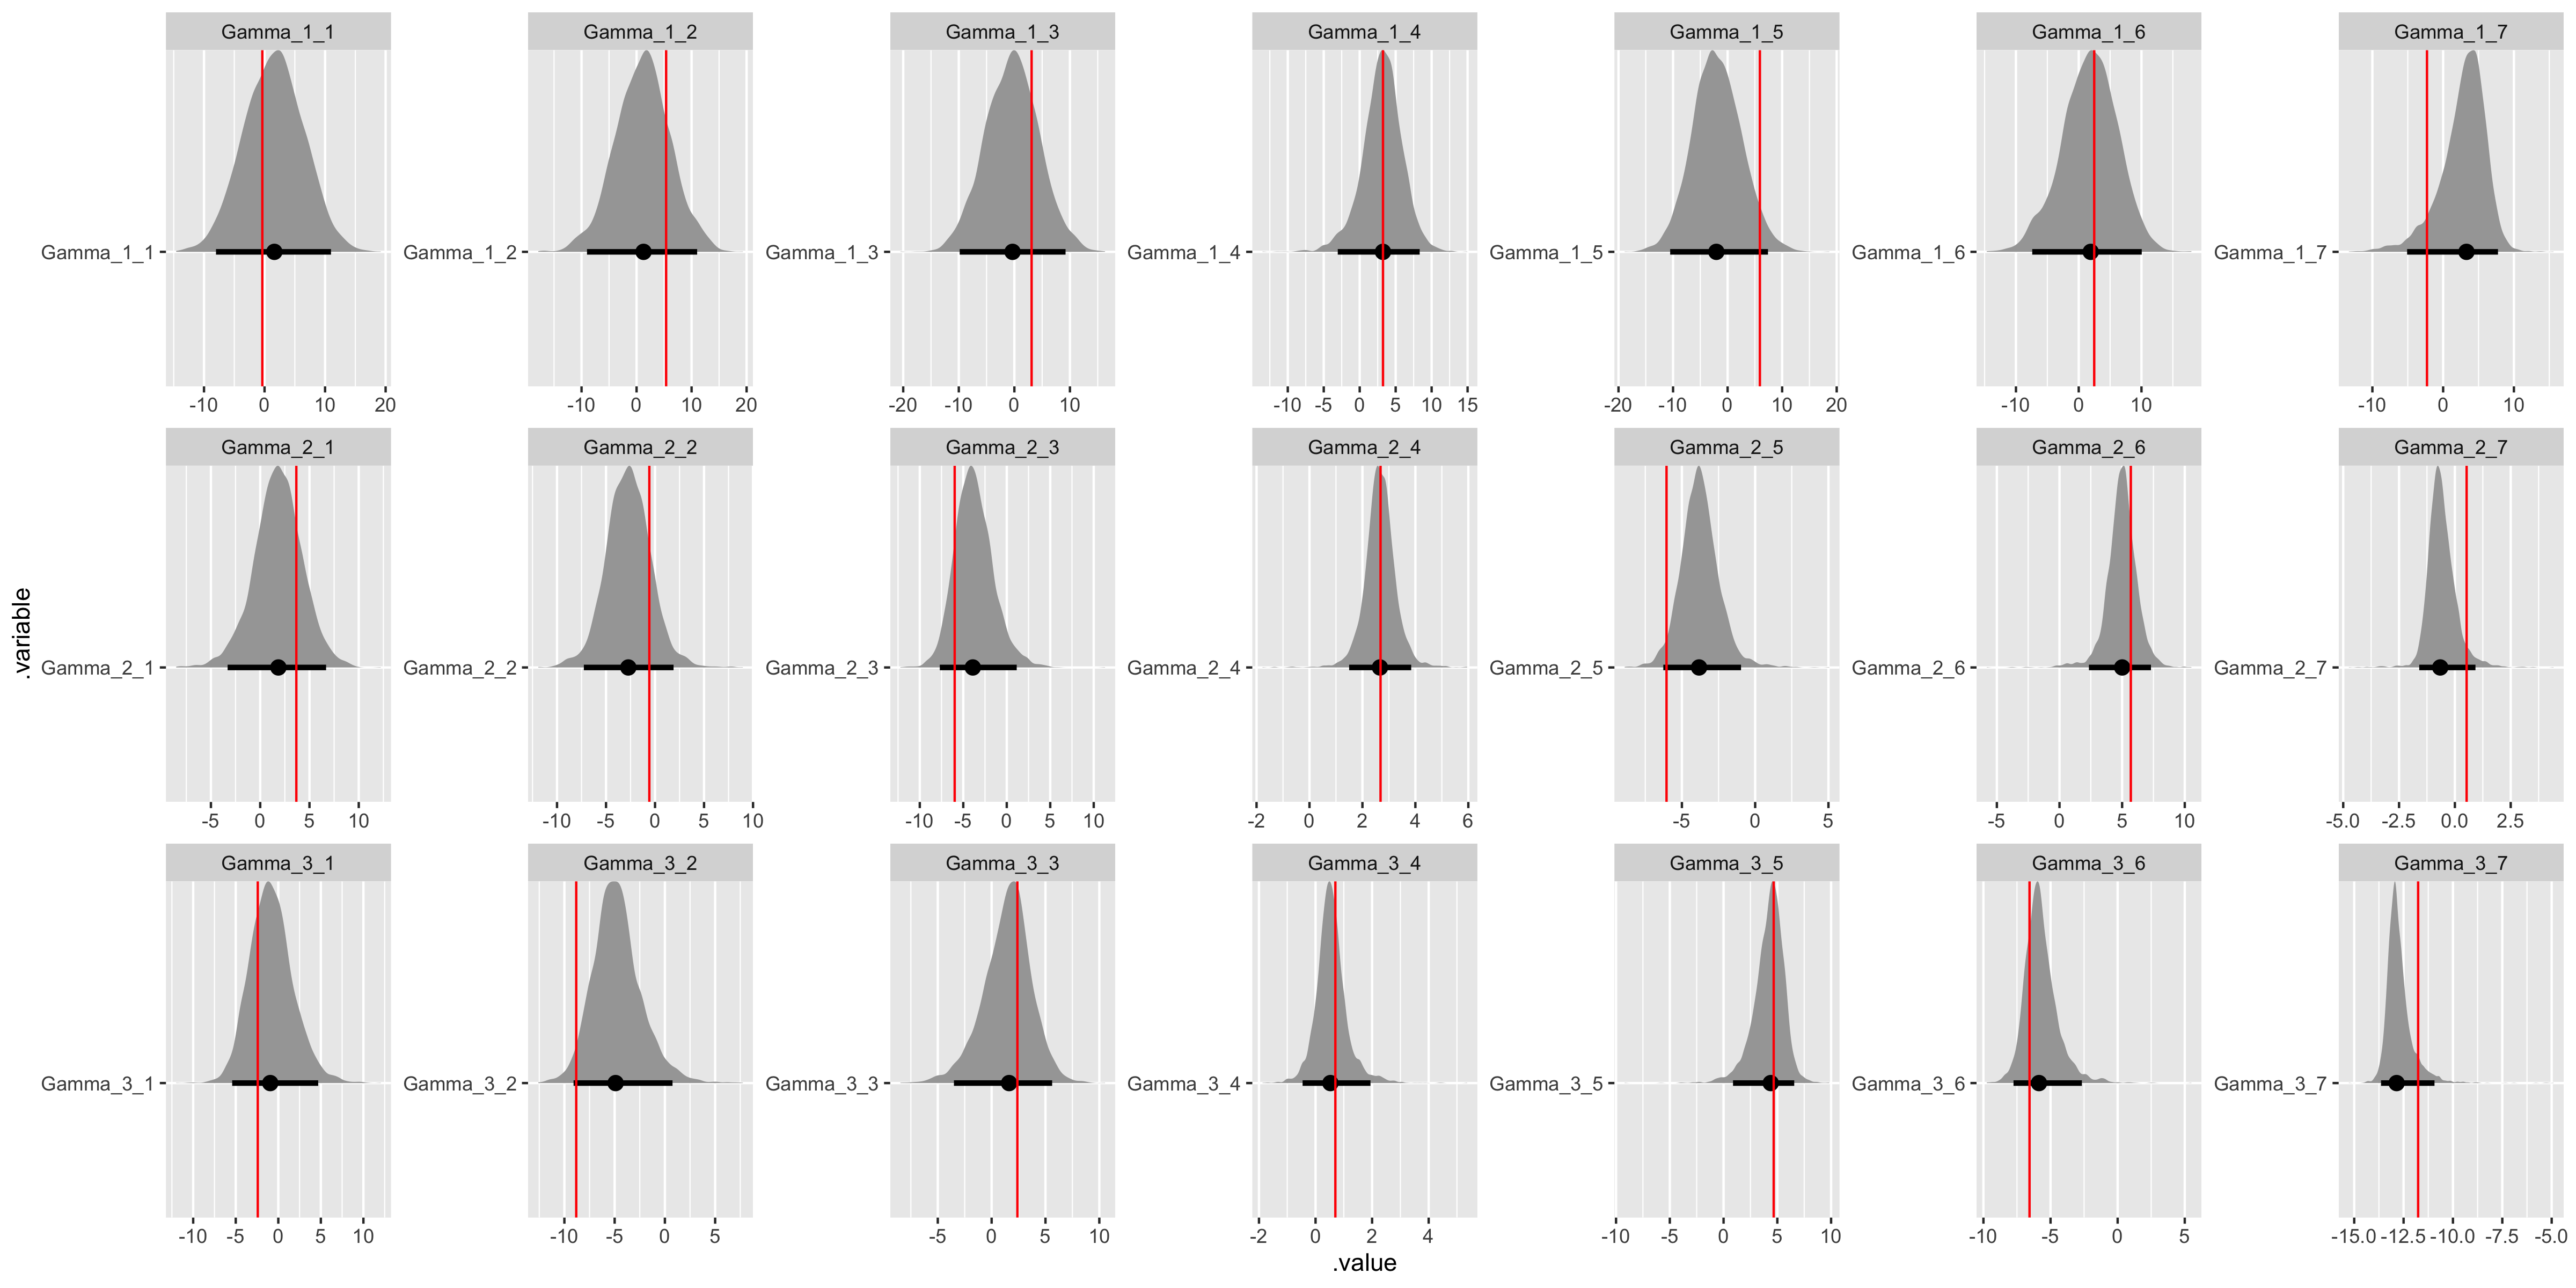 Gamma_1_1 Gamma_1_2 Gamma_1_3 Gamma_1_4 Gamma_1_5 Gamma_1_6 Gamma_1_7
Gamma_1_1 Gamma_1_2 Gamma_1_3 Gamma_1_4 Gamma_1_5 Gamma_1_6 Gamma_1_7
-10 0 10 20 -10 0 10 20 -20 -10 0 10 -10 -5 0 5 10 15 -20 -10 0 10 20 -10 0 10 -10 0 10
Gamma_2_1 Gamma_2_2 Gamma_2_3 Gamma_2_4 Gamma_2_5 Gamma_2_6 Gamma_2_7
.variable
Gamma_2_1 Gamma_2_2 Gamma_2_3 Gamma_2_4 Gamma_2_5 Gamma_2_6 Gamma_2_7
-5 0 5 10 -10 -5 0 5 10 -10 -5 0 5 10 -2 0 2 4 6 -5 0 5 -5 0 5 10 -5.0 -2.5 0.0 2.5
Gamma_3_1 Gamma_3_2 Gamma_3_3 Gamma_3_4 Gamma_3_5 Gamma_3_6 Gamma_3_7
Gamma_3_1 Gamma_3_2 Gamma_3_3 Gamma_3_4 Gamma_3_5 Gamma_3_6 Gamma_3_7
-10 -5 0 5 10 -10 -5 0 5 -5 0 5 10 -2 0 2 4 -10 -5 0 5 10 -10 -5 0 5 -15.0 -12.5 -10.0 -7.5 -5.0
.value